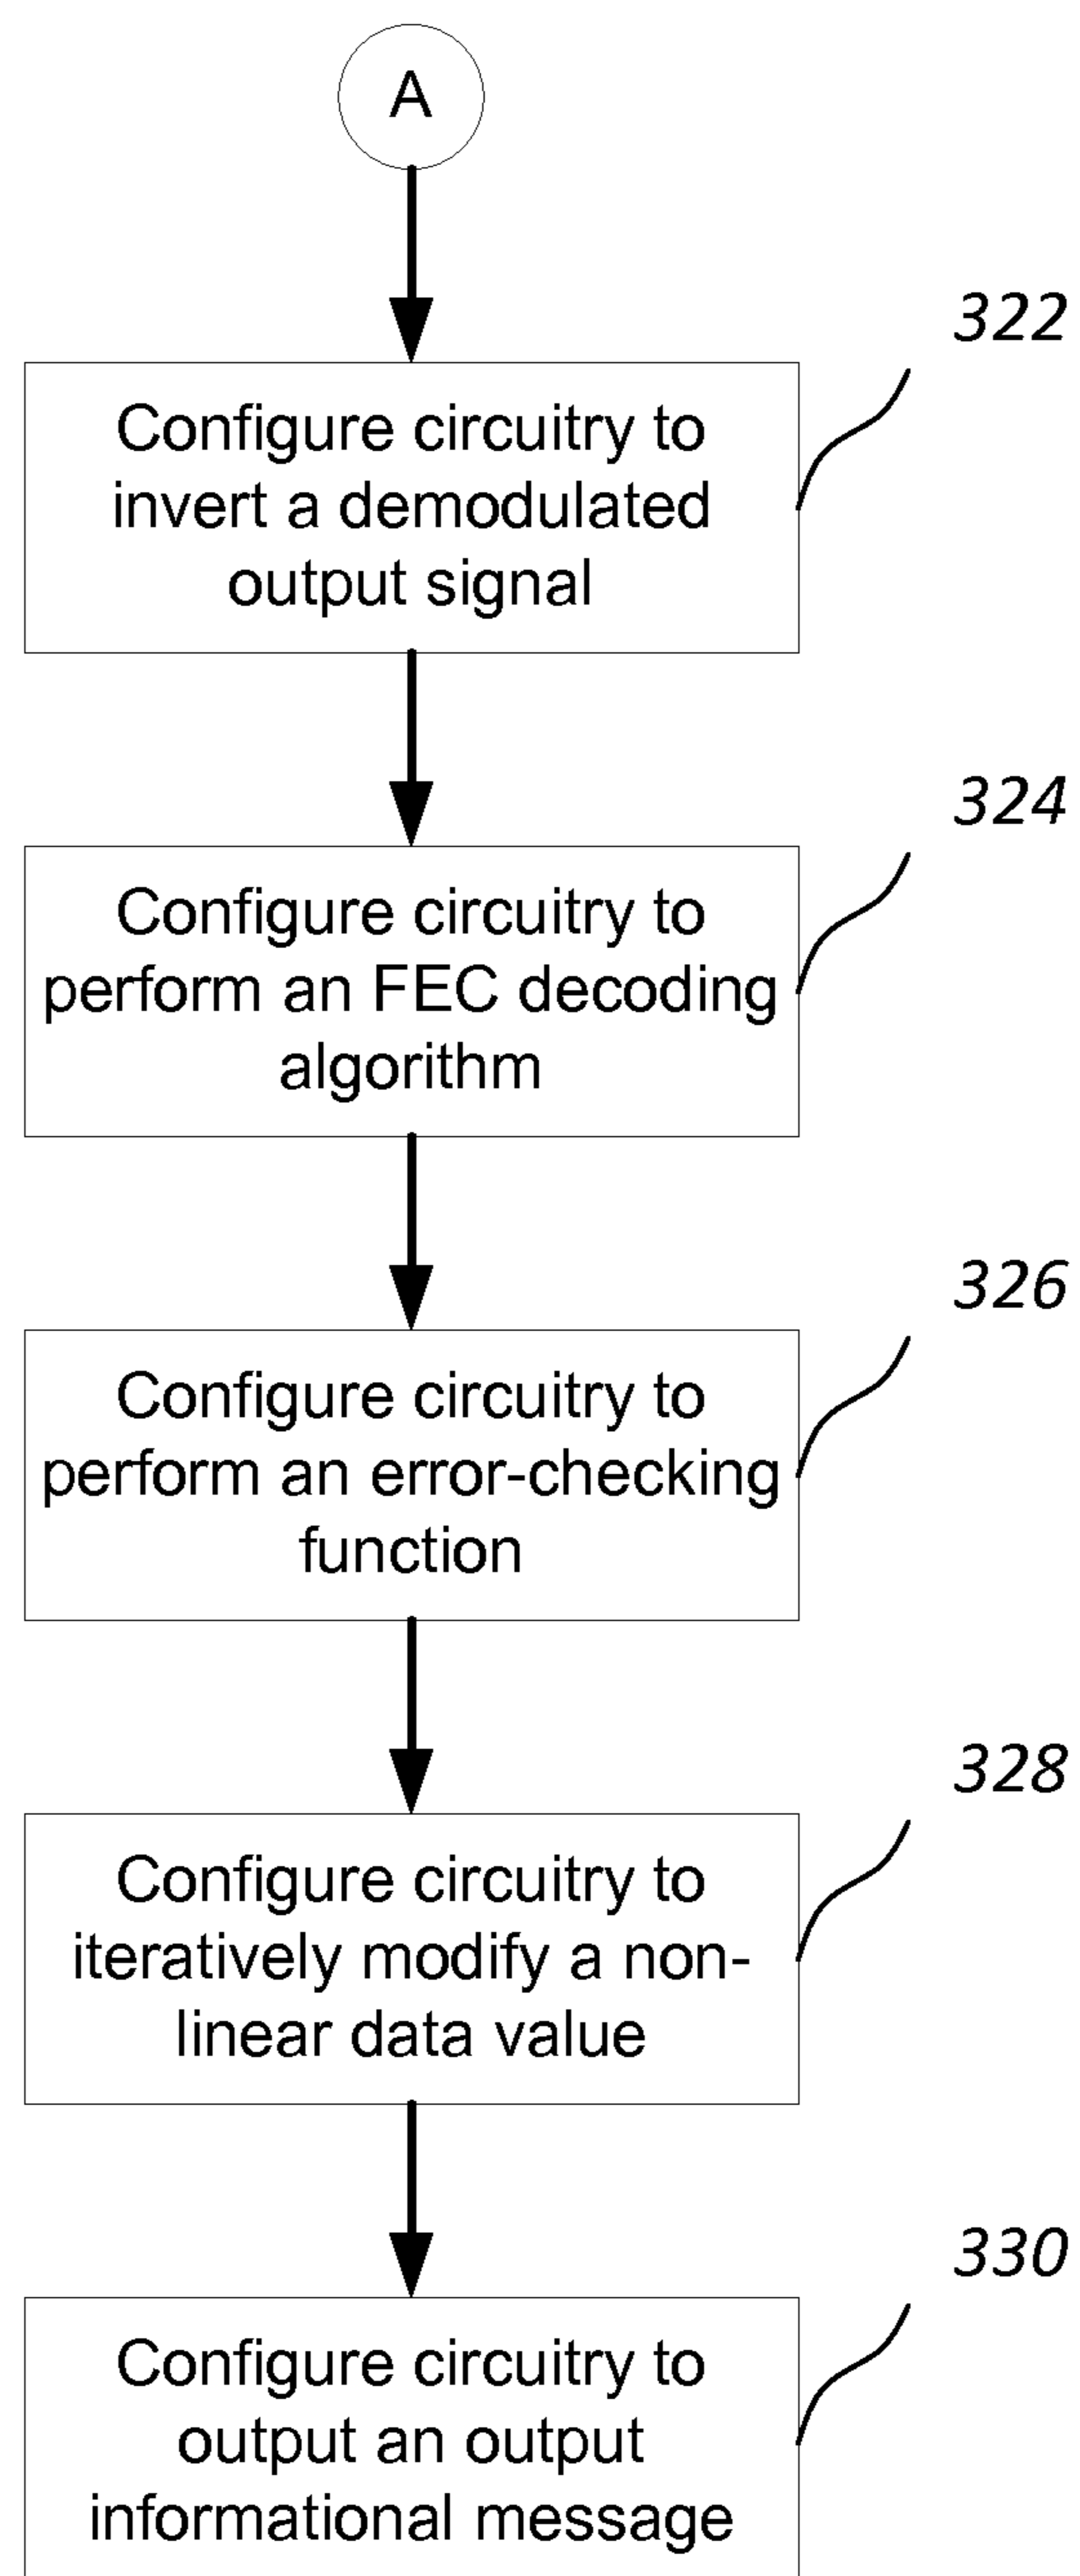 A
322
Configure circuitry to
invert a demodulated
output signal
324
Configure circuitry to
perform an FEC decoding
algorithm
326
Configure circuitry to
perform an error-checking
function
328
Configure circuitry to
iteratively modify a non-
linear data value
330
Configure circuitry to
output an output
informational message